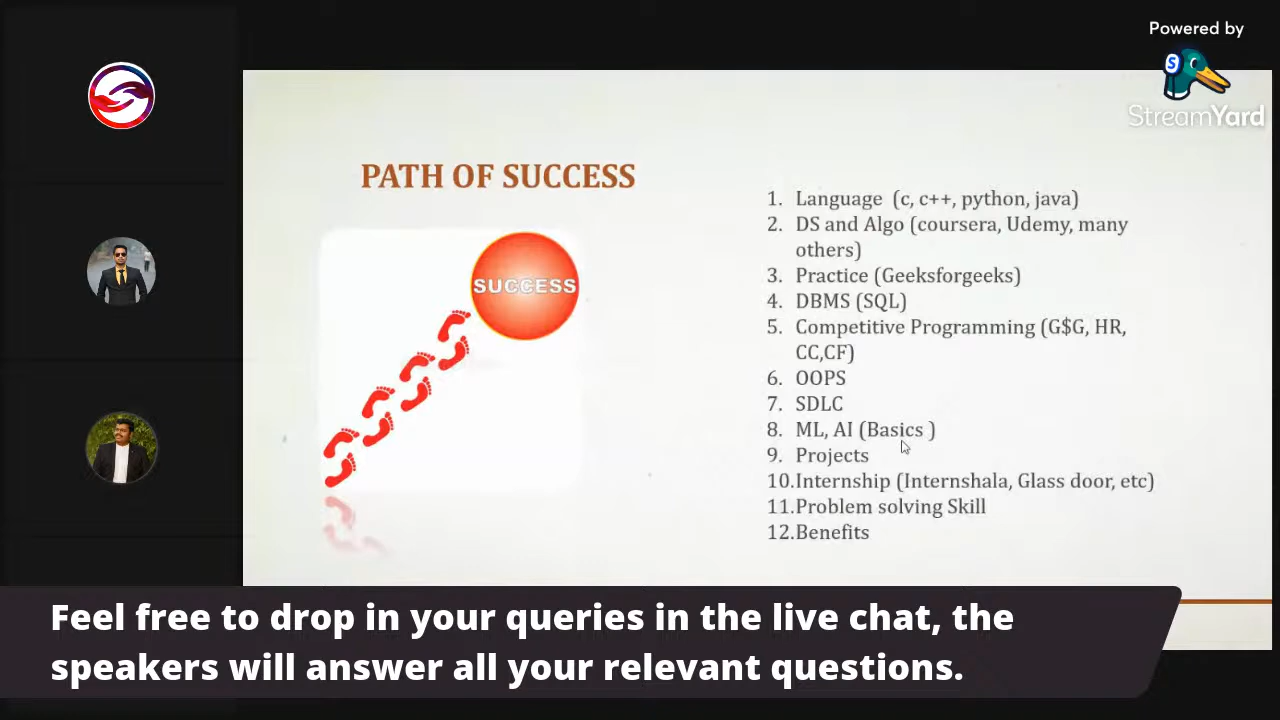 Powered by
S
StreamYard
PATH OF SUCCESS
SUCCESS
1. Language (c, c++, python, java)
2. DS and Algo (coursera, Udemy, many
others)
3. Practice (Geeksforgeeks)
4. DBMS (SQL)
5. Competitive Programming (G$G, HR,
CC,CF)
6. OOPS
7. SDLC
8. ML, AI (Basics )
9. Projects
10.Internship (Internshala, Glass door, etc)
11.Problem solving Skill
12.Benefits
Feel free to drop in your queries in the live chat, the
speakers will answer all your relevant questions.